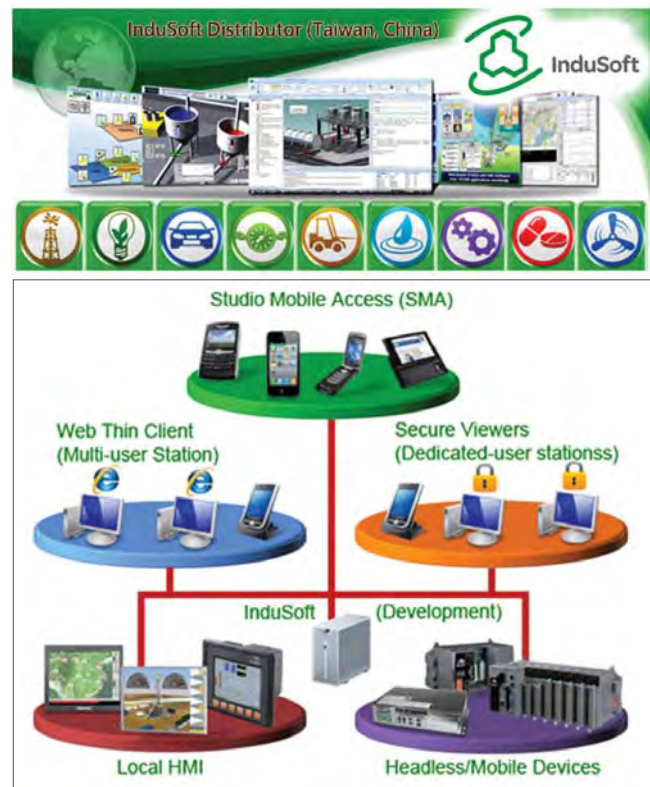 InduSoft Distributor (Taiwan, China)
InduSoft
Studio Mobile Access (SMA)
Web Thin Client
(Multi-user Station)
Secure Viewers
(Dedicated-user stationss)
InduSoft (Development)
Local HMI
Headless/Mobile Devices